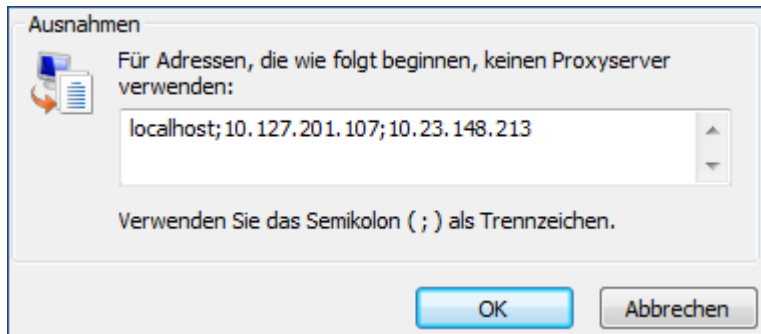 Ausnahmen
Für Adressen, die wie folgt beginnen, keinen Proxyserver
verwenden:
localhost;10.127.201.107;10.23.148.213
Verwenden Sie das Semikolon ( ; ) als Trennzeichen.
OK
Abbrechen